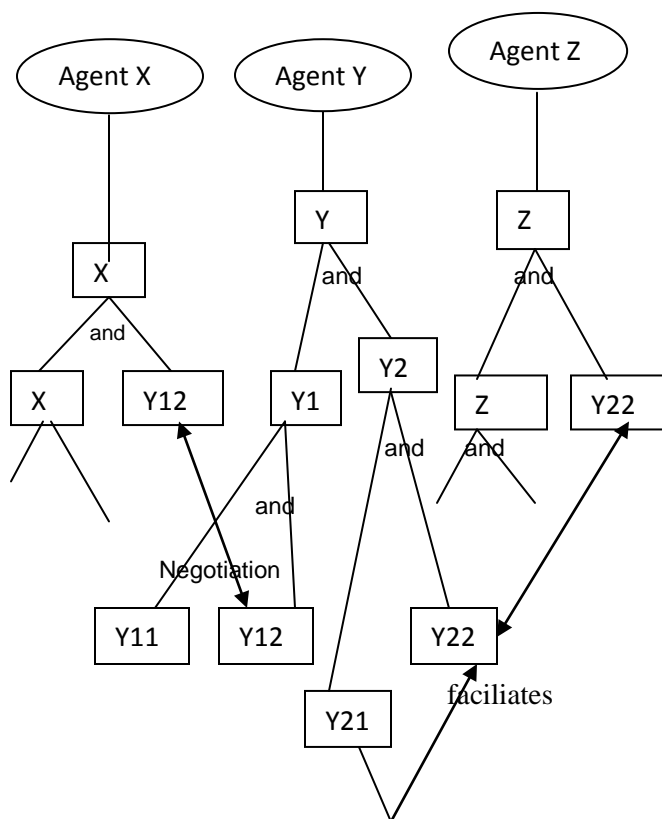 Agent X
Agent Y
Agent Z
Y
Z
and
and
X
and
Y2
X
Y12
Y1
Z
Y22
and
and
and
Negotiation
Y11
Y12
Y22
faciliates
Y21